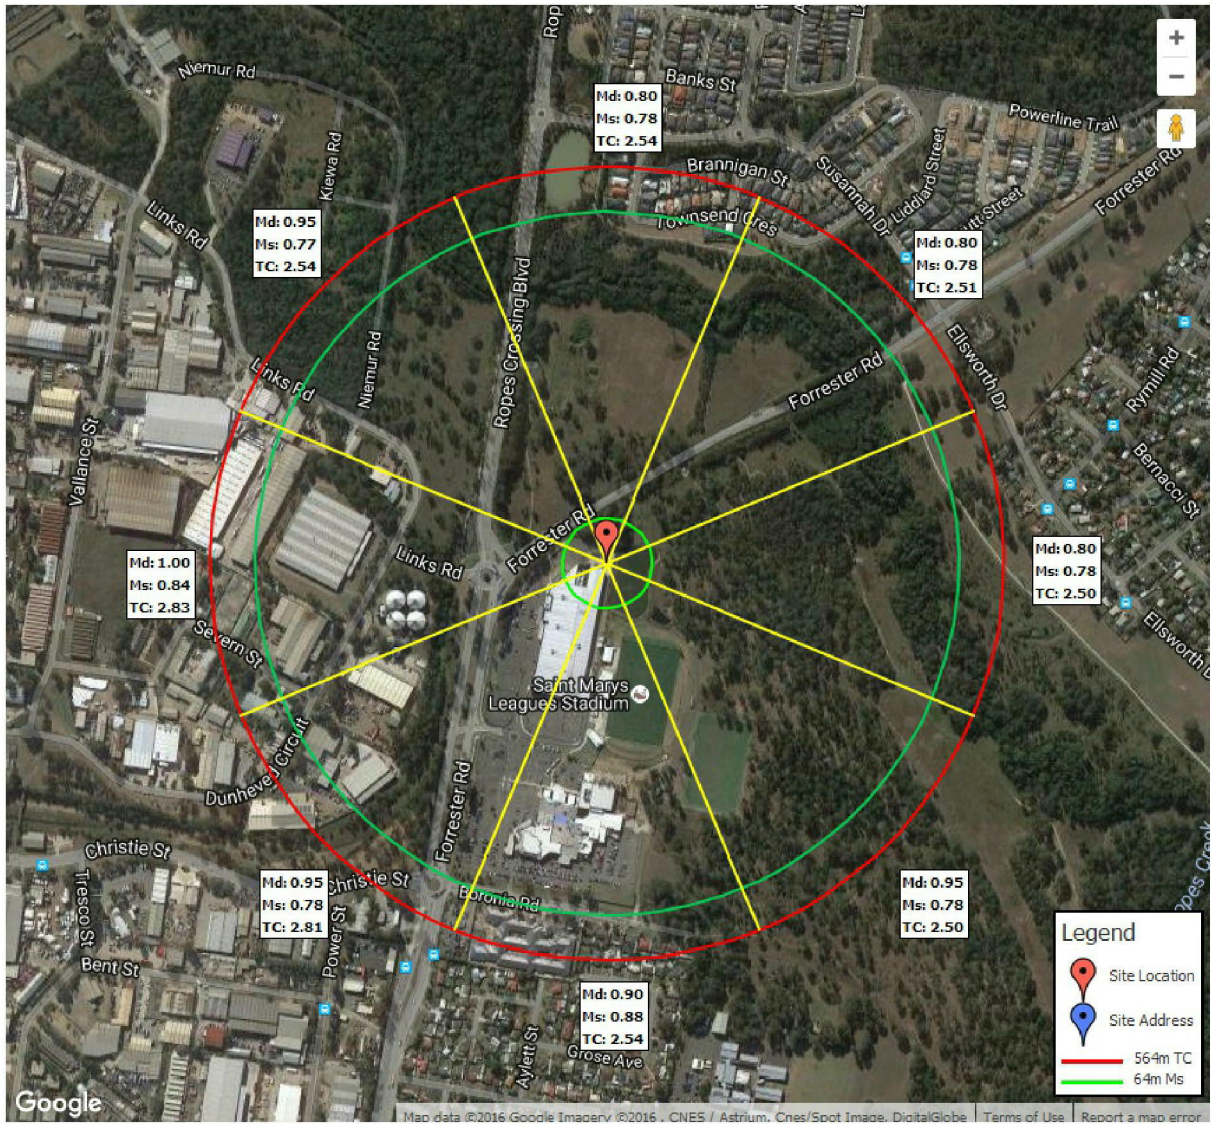 Niemur Rd
Banks St
Md: 0.80
Ms: 0.78
TC: 2.54
Powerline Trail
Kiewa Rd
Brannigan St
Susannah Dr
Liddiard Street
Forrester Rd
Links Rd
Md: 0.95
Ms: 0.77
TC: 2.54
Townsend Cres
Md: 0.80
Ms: 0.78
TC: 2.51
Ropes Crossing Blvd
Niemur Rd
Links Rd
Forrester Rd
Ellsworth Dr
Rymill Rd
Vallance St
Bernacci St
Forrester Rd
Links Rd
Md: 1.00
Ms: 0.84
TC: 2.83
Md: 0.80
Ms: 0.78
TC: 2.50
Severn St
Ellsworth D
Saint Marys
Leagues Stadium
Dunheved Circuit
Forrester Rd
Christie St
Christie St
Boronia Rd
Md: 0.95
Ms: 0.78
TC: 2.81
Md: 0.95
Ms: 0.78
TC: 2.50
Power St
Bent St
Md: 0.90
Ms: 0.88
TC: 2.54
Aylett St
Grose Ave
Legend
Site Location
Site Address
564m TC
64m Ms
Google
Map data ©2016 Google Imagery ©2016 , CNES / Astrium, Cnes/Spot Image, DigitalGlobe
Terms of Use
Report a map error